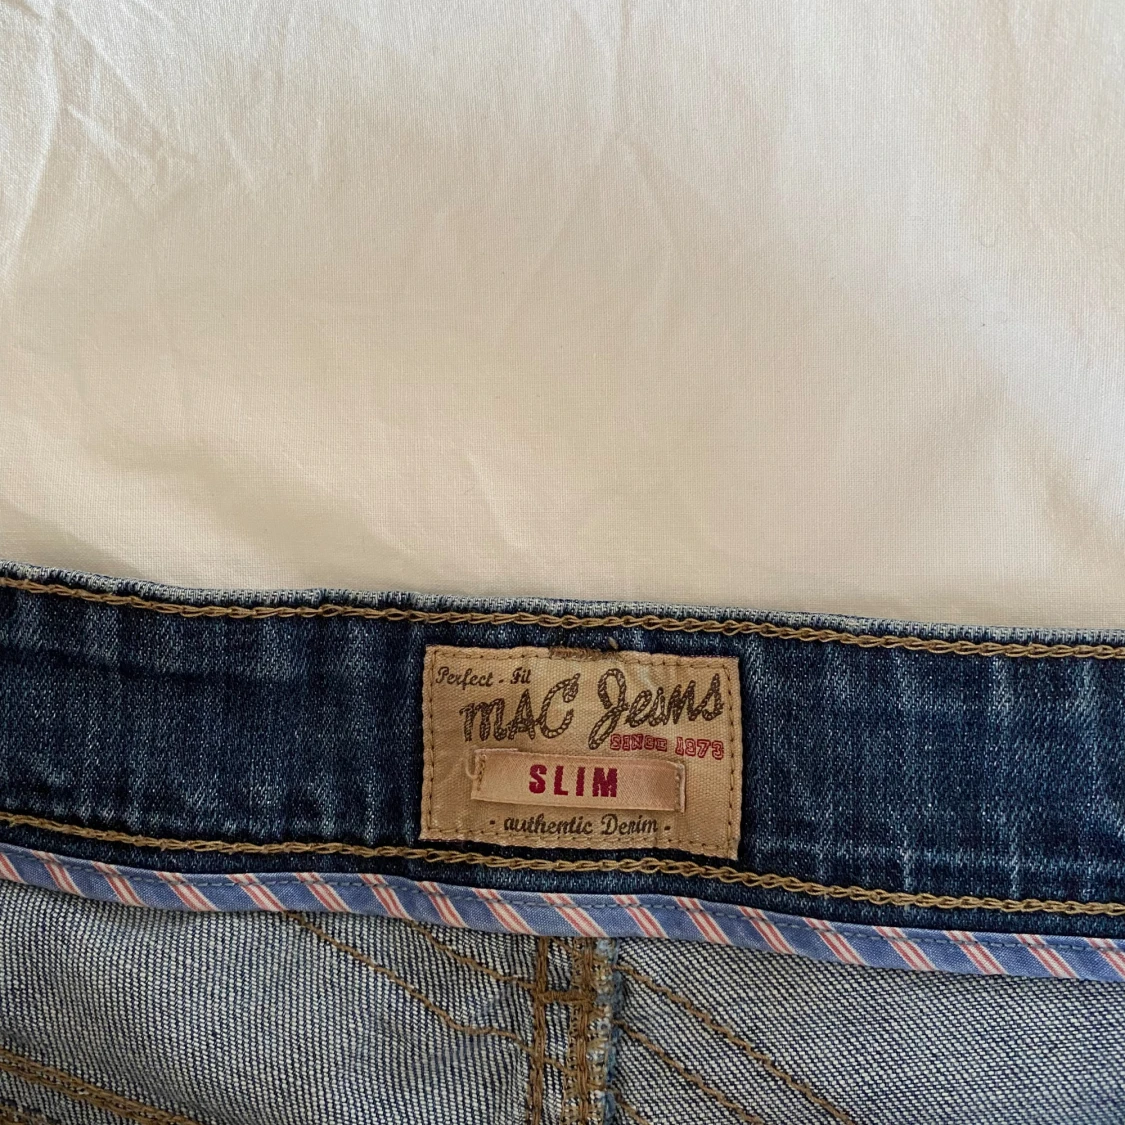 Perfect - Fit
mAC Jeans
SINCE 1973
SLIM
- authentic Denim -